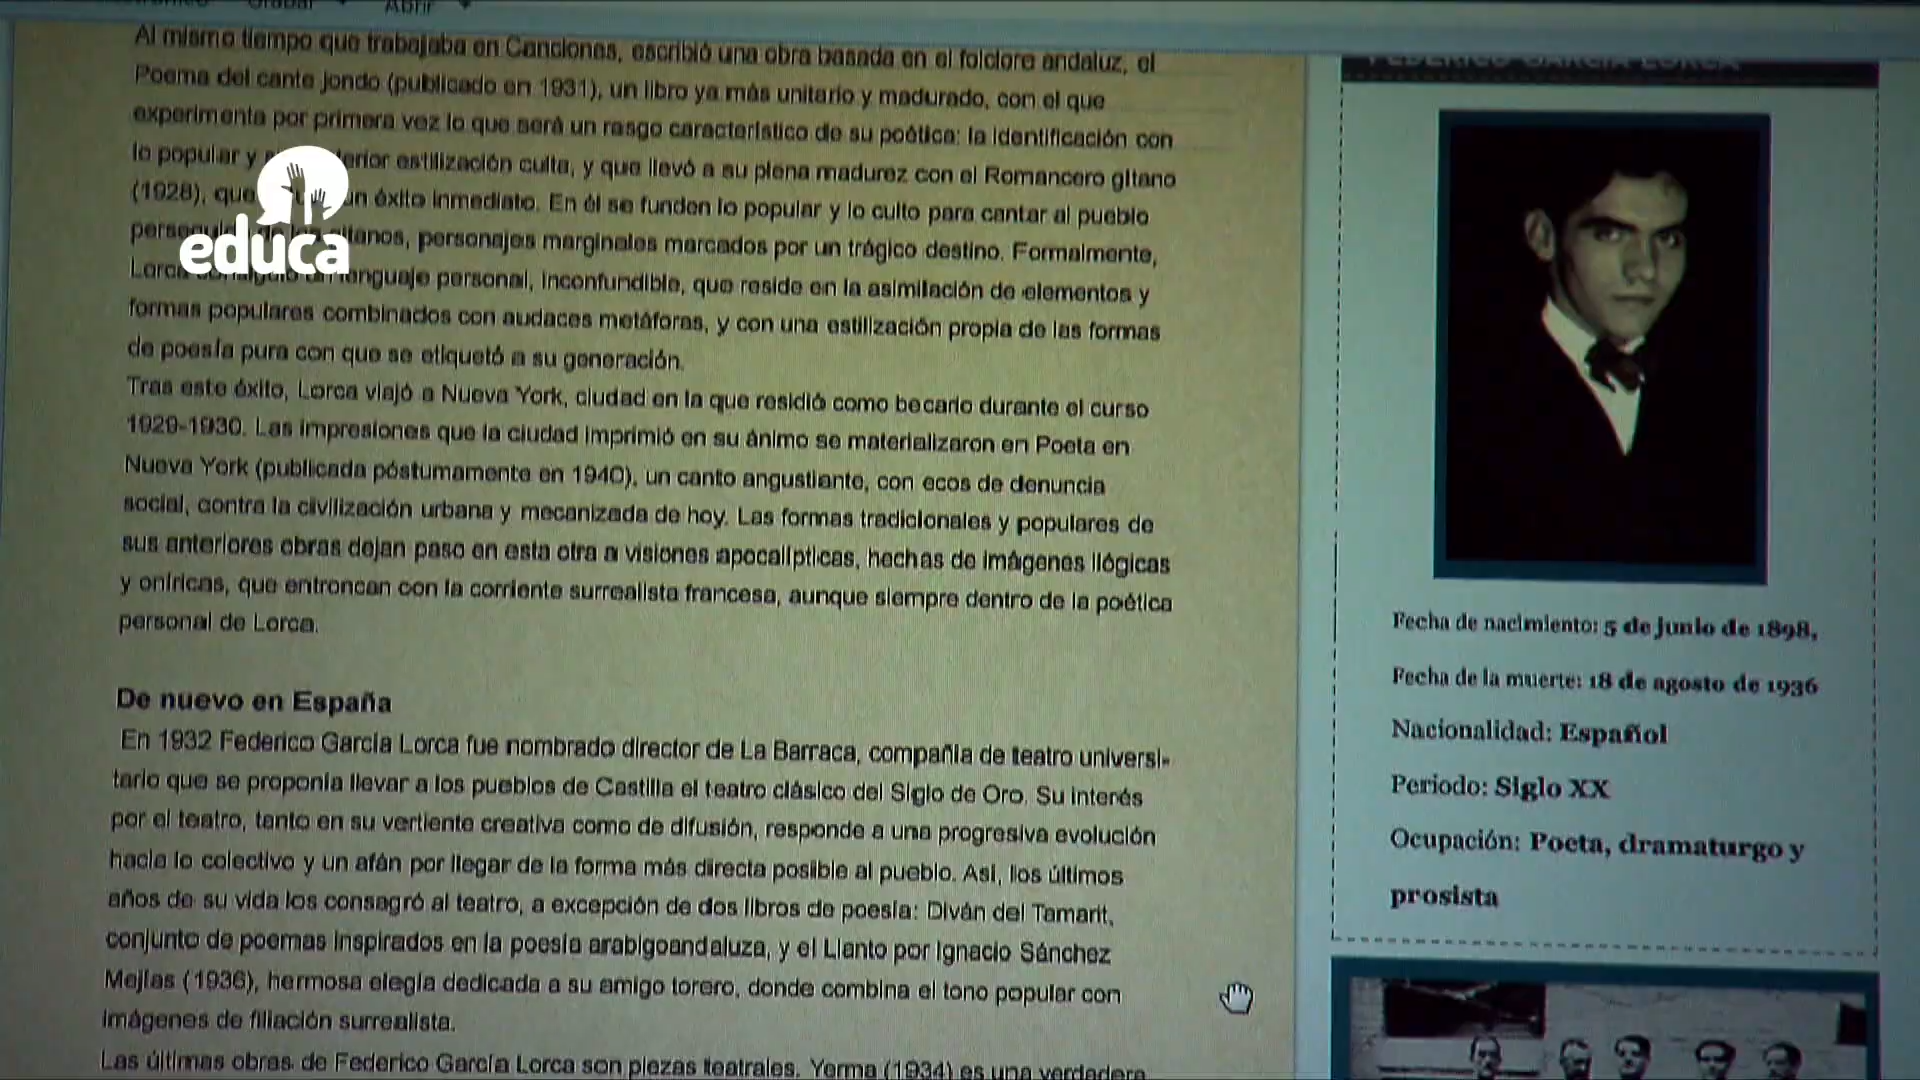 Grabar
Abrir
Al mismo tiempo que trabajaba en Canciones, escribió una obra basada en el folclore andaluz, el
Poema del cante jondo (publicado en 1931), un libro ya más unitario y madurado, con el que
experimenta por primera vez lo que será un rasgo característico de su poética: la identificación con
lo popular y terior estilización culta, y que llevó a su plena madurez con el Romancero gitano
(1928), que un éxito inmediato. En él se funden lo popular y lo culto para cantar al pueblo
gitanos, personajes marginales marcados por un trágico destino. Formalmente,
Lorca lenguaje personal, inconfundible, que reside en la asimilación de elementos y
formas populares combinados con audaces metáforas, y con una estilización propia de las formas
de poesía pura con que se etiquetó a su generación.
Tras este éxito, Lorca viajó a Nueva York, ciudad en la que residió como becario durante el curso
1929-1930. Las impresiones que la ciudad imprimió en su ánimo se materializaron en Poeta en
Nueva York (publicada póstumamente en 1940), un canto angustiante, con ecos de denuncia
social, contra la civilización urbana y mecanizada de hoy. Las formas tradicionales y populares de
sus anteriores obras dejan paso en esta otra a visiones apocalípticas, hechas de imágenes ilógicas
y oníricas, que entroncan con la corriente surrealista francesa, aunque siempre dentro de la poética
personal de Lorca.
De nuevo en España
En 1932 Federico García Lorca fue nombrado director de La Barraca, compañía de teatro universi-
tario que se proponía llevar a los pueblos de Castilla el teatro clásico del Siglo de Oro. Su interés
por el teatro, tanto en su vertiente creativa como de difusión, responde a una progresiva evolución
hacia lo colectivo y un afán por llegar de la forma más directa posible al pueblo. Así, los últimos
años de su vida los consagró al teatro, a excepción de dos libros de poesía: Diván del Tamarit,
conjunto de poemas inspirados en la poesía arabigoandaluza, y el Llanto por Ignacio Sánchez
Mejías (1936), hermosa elegía dedicada a su amigo torero, donde combina el tono popular con
imágenes de filiación surrealista.
Las últimas obras de Federico García Lorca son piezas teatrales. Yerma (1934) es una verdadera
educa
FEDERICO GARCÍA LORCA
Fecha de nacimiento: 5 de junio de 1898,
Fecha de la muerte: 18 de agosto de 1936
Nacionalidad: Español
Periodo: Siglo XX
Ocupación: Poeta, dramaturgo y
prosista